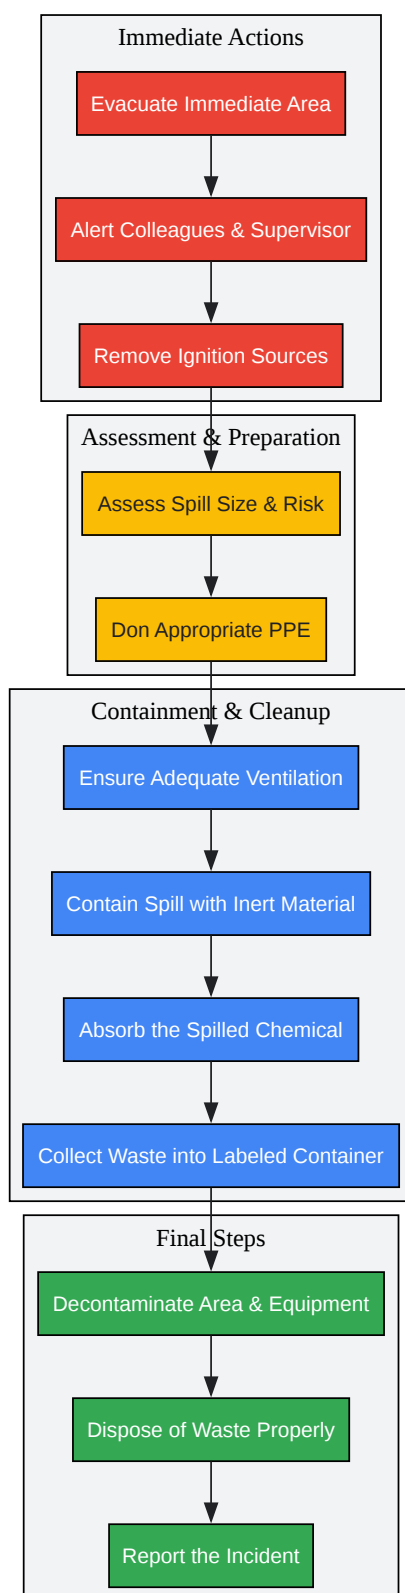 Immediate Actions
Evacuate Immediate Area
Alert Colleagues & Supervisor
Remove Ignition Sources
Assessment & Preparation
Assess Spill Size & Risk
Don Appropriate PPE
Containment & Cleanup
Ensure Adequate Ventilation
Contain Spill with Inert Material
Absorb the Spilled Chemical
Collect Waste into Labeled Container
Final Steps
Decontaminate Area & Equipment
Dispose of Waste Properly
Report the Incident